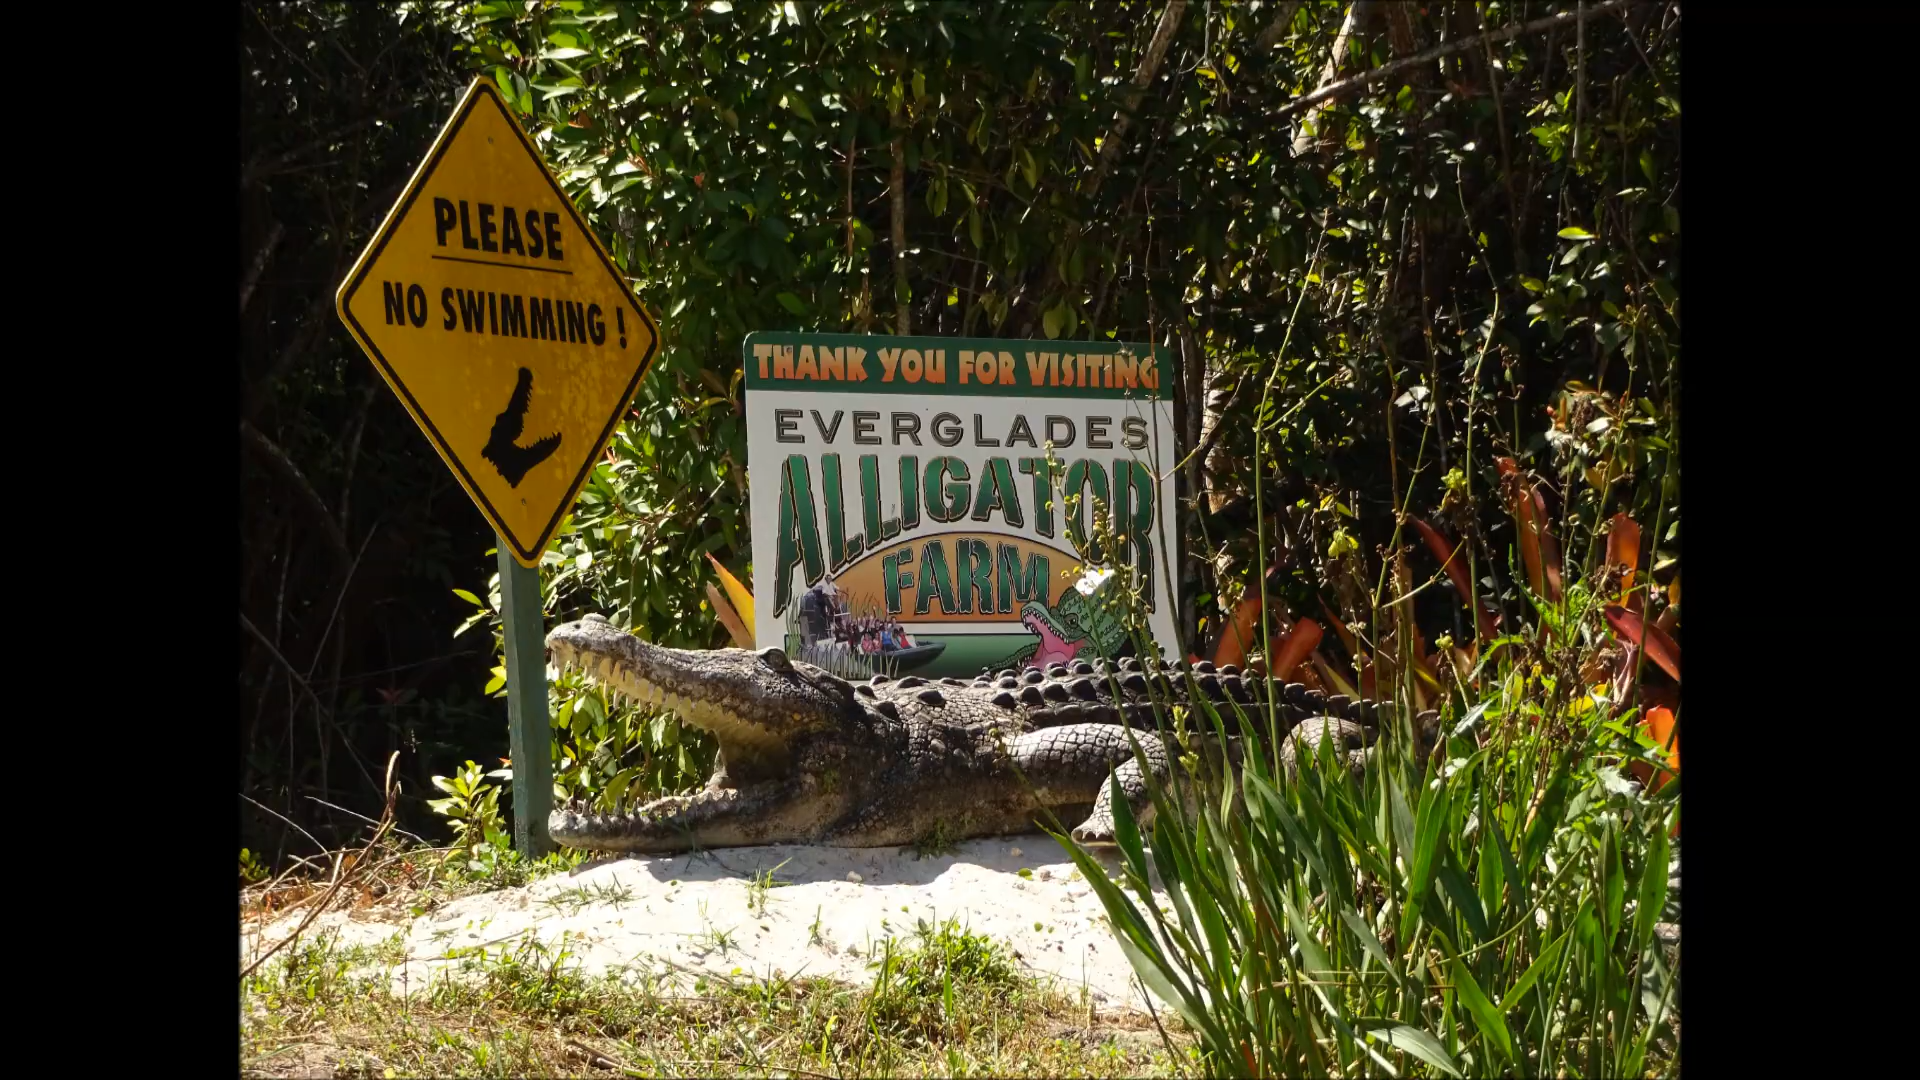 PLEASE
NO SWIMMING !
THANK YOU FOR VISITING
EVERGLADES
ALLIGATOR
FARM